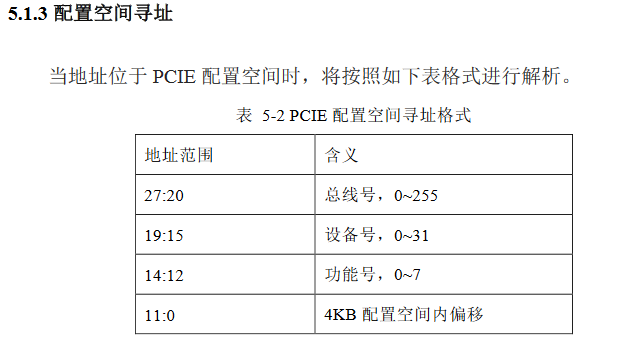 5.1.3 配置空间寻址
当地址位于 PCIE 配置空间时，将按照如下表格式进行解析。
表 5-2 PCIE 配置空间寻址格式
地址范围 含义
27:20 总线号，0~255
19:15 设备号，0~31
14:12 功能号，0~7
11:0 4KB 配置空间内偏移